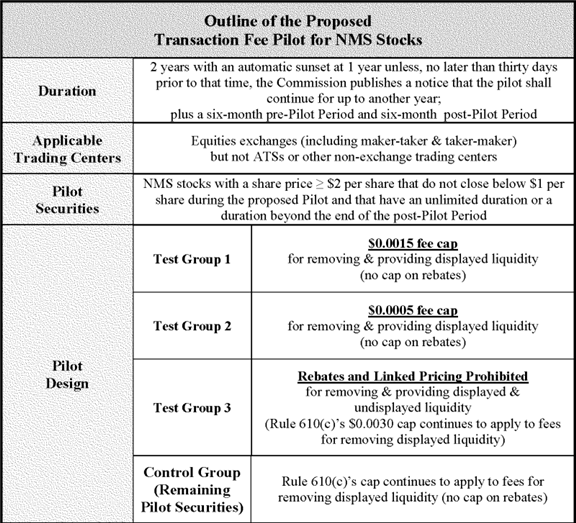 Outline of the Proposed
Transaction Fee Pilot for NMS Stocks
Duration
2 years with an automatic sunset at 1 year unless, no later than thirty days
prior to that time, the Commission publishes a notice that the pilot shall
continue for up to another year;
plus a six-month pre-Pilot Period and six-month post-Pilot Period
Applicable
Trading Centers
Equities exchanges (including maker-taker & taker-maker)
but not ATSs or other non-exchange trading centers
Pilot
Securities
NMS stocks with a share price ≥ $2 per share that do not close below $1 per
share during the proposed Pilot and that have an unlimited duration or a
duration beyond the end of the post-Pilot Period
Pilot
Design
Test Group 1
$0.0015 fee cap
for removing & providing displayed liquidity
(no cap on rebates)
Test Group 2
$0.0005 fee cap
for removing & providing displayed liquidity
(no cap on rebates)
Test Group 3
Rebates and Linked Pricing Prohibited
for removing & providing displayed &
undisplayed liquidity
(Rule 610(c)'s $0.0030 cap continues to apply to fees
for removing displayed liquidity)
Control Group
(Remaining
Pilot Securities)
Rule 610(c)'s cap continues to apply to fees for
removing displayed liquidity (no cap on rebates)